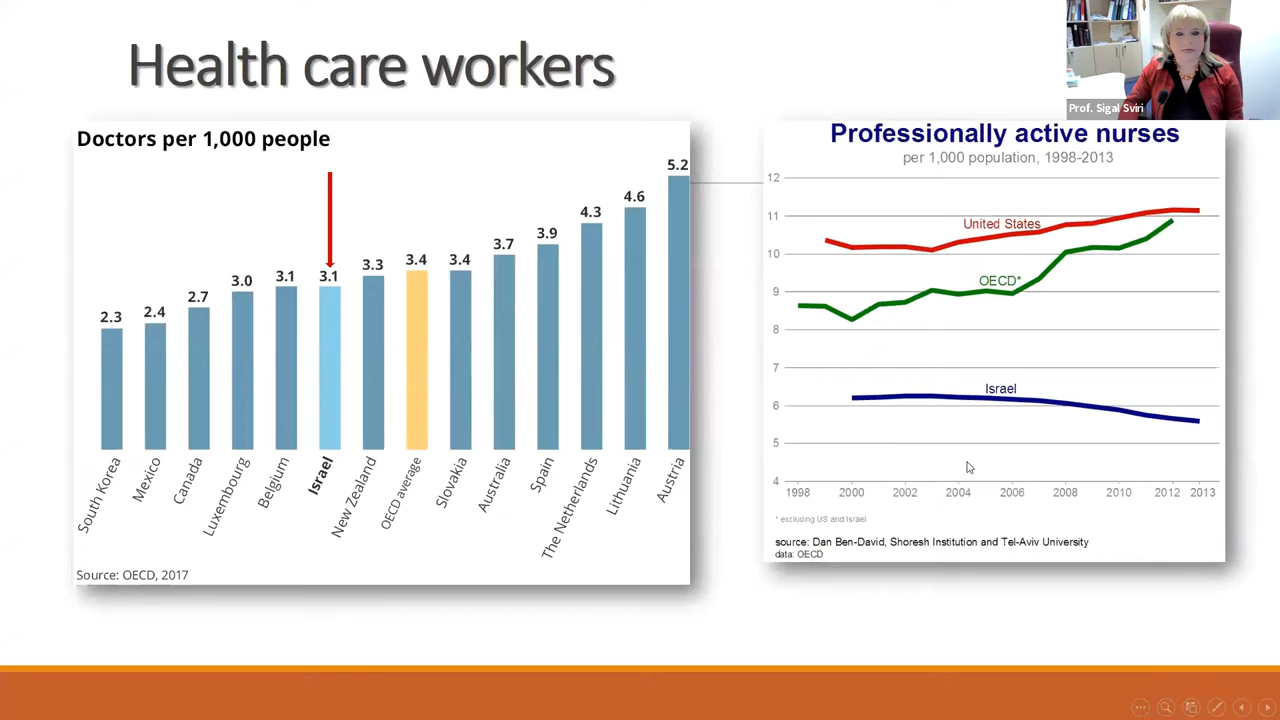 Health care workers
Prof. Sigal Sviri
Doctors per 1,000 people
2.3
2.4
2.7
3.0
3.1
3.1
3.3
3.4
3.4
3.7
3.9
4.3
4.6
5.2
South Korea
Mexico
Canada
Luxembourg
Belgium
Israel
New Zealand
OECD average
Slovakia
Australia
Spain
The Netherlands
Lithuania
Austria
Source: OECD, 2017
Professionally active nurses
per 1,000 population, 1998-2013
12
11
10
9
8
7
6
5
4
United States
OECD*
Israel
1998 2000 2002 2004 2006 2008 2010 2012 2013
* excluding US and Israel
source: Dan Ben-David, Shoresh Institution and Tel-Aviv University
data: OECD